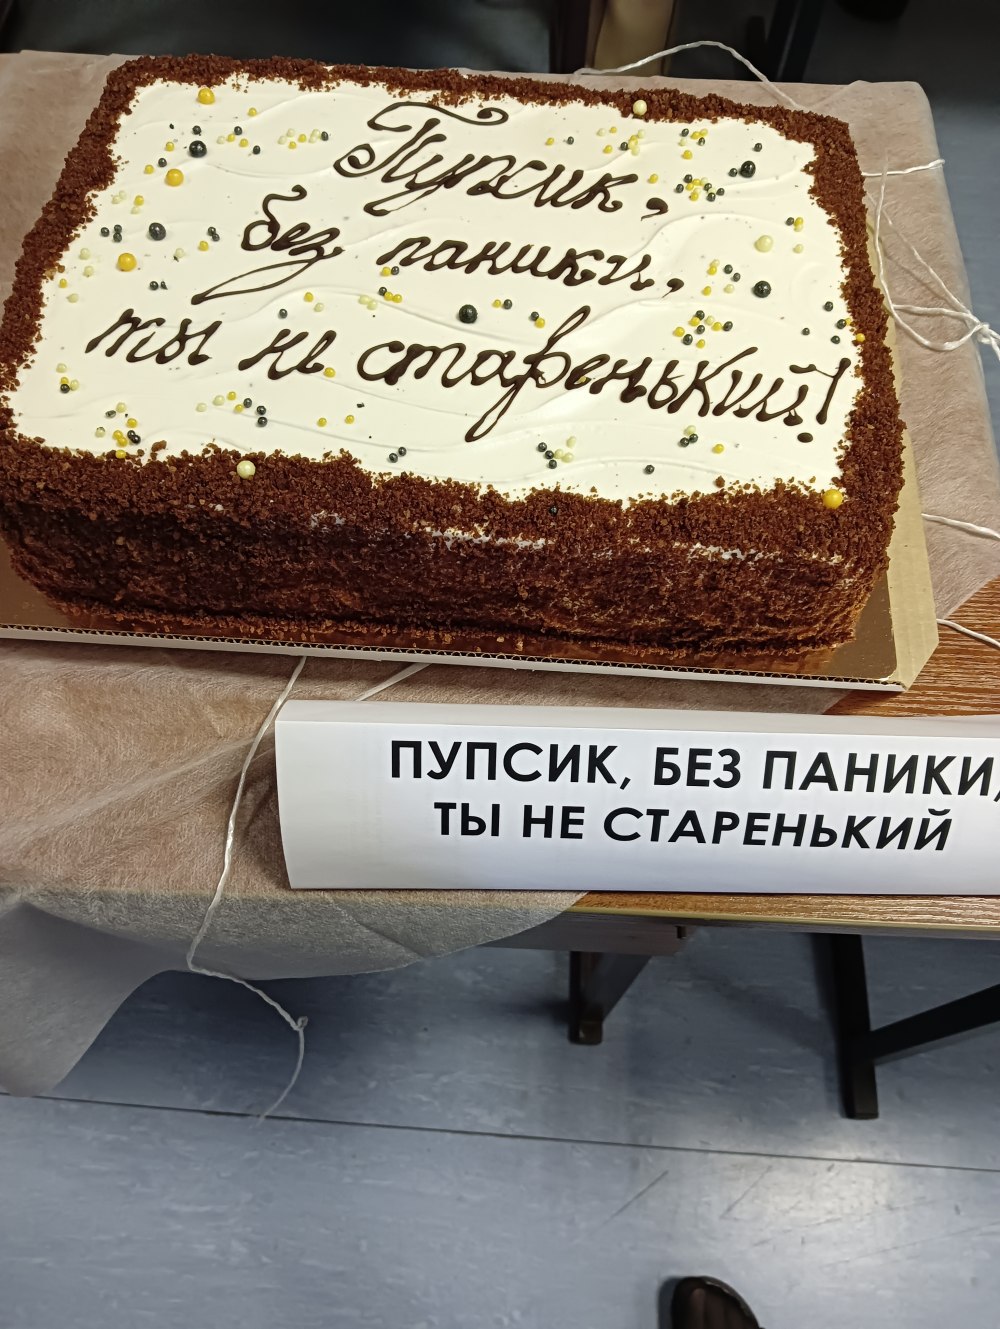 Пупсик,
без паники,
ты не старенький!
ПУПСИК, БЕЗ ПАНИКИ,
ТЫ НЕ СТАРЕНЬКИЙ